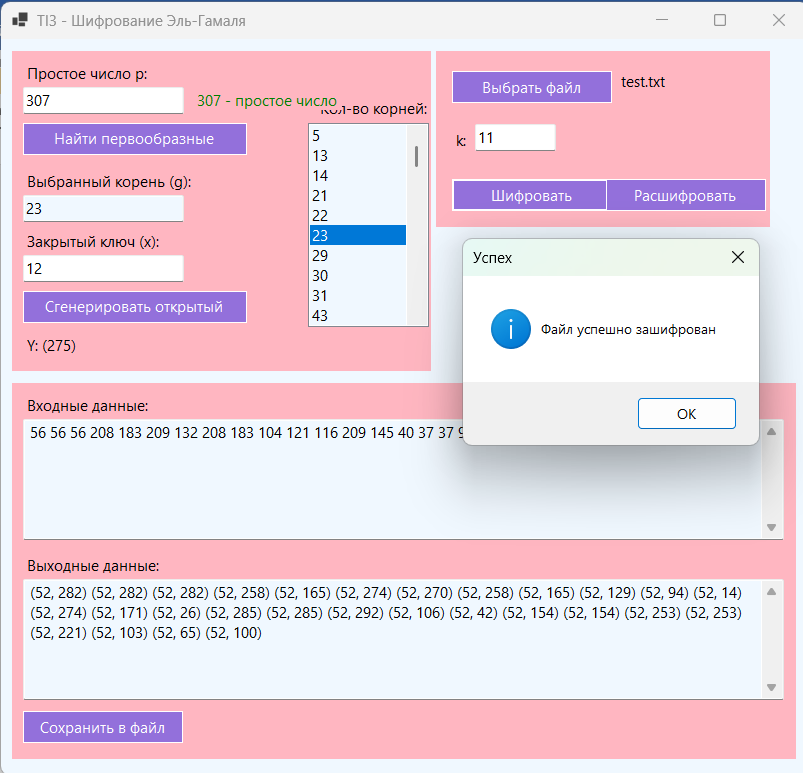 TI3 - Шифрование Эль-Гамаля
Простое число p:
307
307 - простое число
Кол-во корней:
Найти первообразные
5
13
14
21
22
23
29
30
31
43
Выбранный корень (g):
23
Закрытый ключ (x):
12
Сгенерировать открытый
Y: (275)
Выбрать файл
test.txt
k:
11
Шифровать
Расшифровать
Успех
Файл успешно зашифрован
ОК
Входные данные:
56 56 56 208 183 209 132 208 183 104 121 116 209 145 40 37 37
Выходные данные:
(52, 282) (52, 282) (52, 282) (52, 258) (52, 165) (52, 274) (52, 270) (52, 258) (52, 165) (52, 129) (52, 94) (52, 14)
(52, 274) (52, 171) (52, 26) (52, 285) (52, 285) (52, 292) (52, 106) (52, 42) (52, 154) (52, 154) (52, 253) (52, 253)
(52, 221) (52, 103) (52, 65) (52, 100)
Сохранить в файл